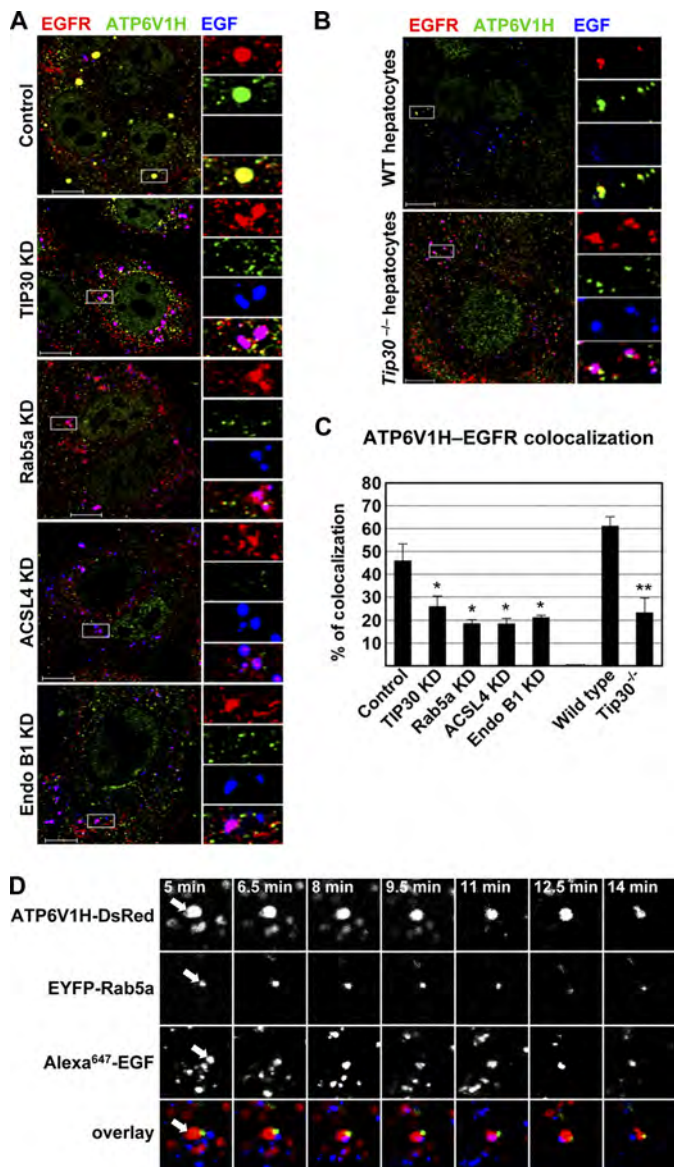 A
EGFR ATP6V1H EGF
Control
TIP30 KD
Rab5a KD
ACSL4 KD
Endo B1 KD
B
EGFR ATP6V1H EGF
WT hepatocytes
Tip30 –/– hepatocytes
C
ATP6V1H–EGFR colocalization
% of colocalization
80
70
60
50
40
30
20
10
* * * * **
Control
TIP30 KD
Rab5a KD
ACSL4 KD
Endo B1 KD
Wild type
Tip30-/-
D
5 min 6.5 min 8 min 9.5 min 11 min 12.5 min 14 min
ATP6V1H-DsRed
EYFP-Rab5a
Alexa647-EGF
overlay